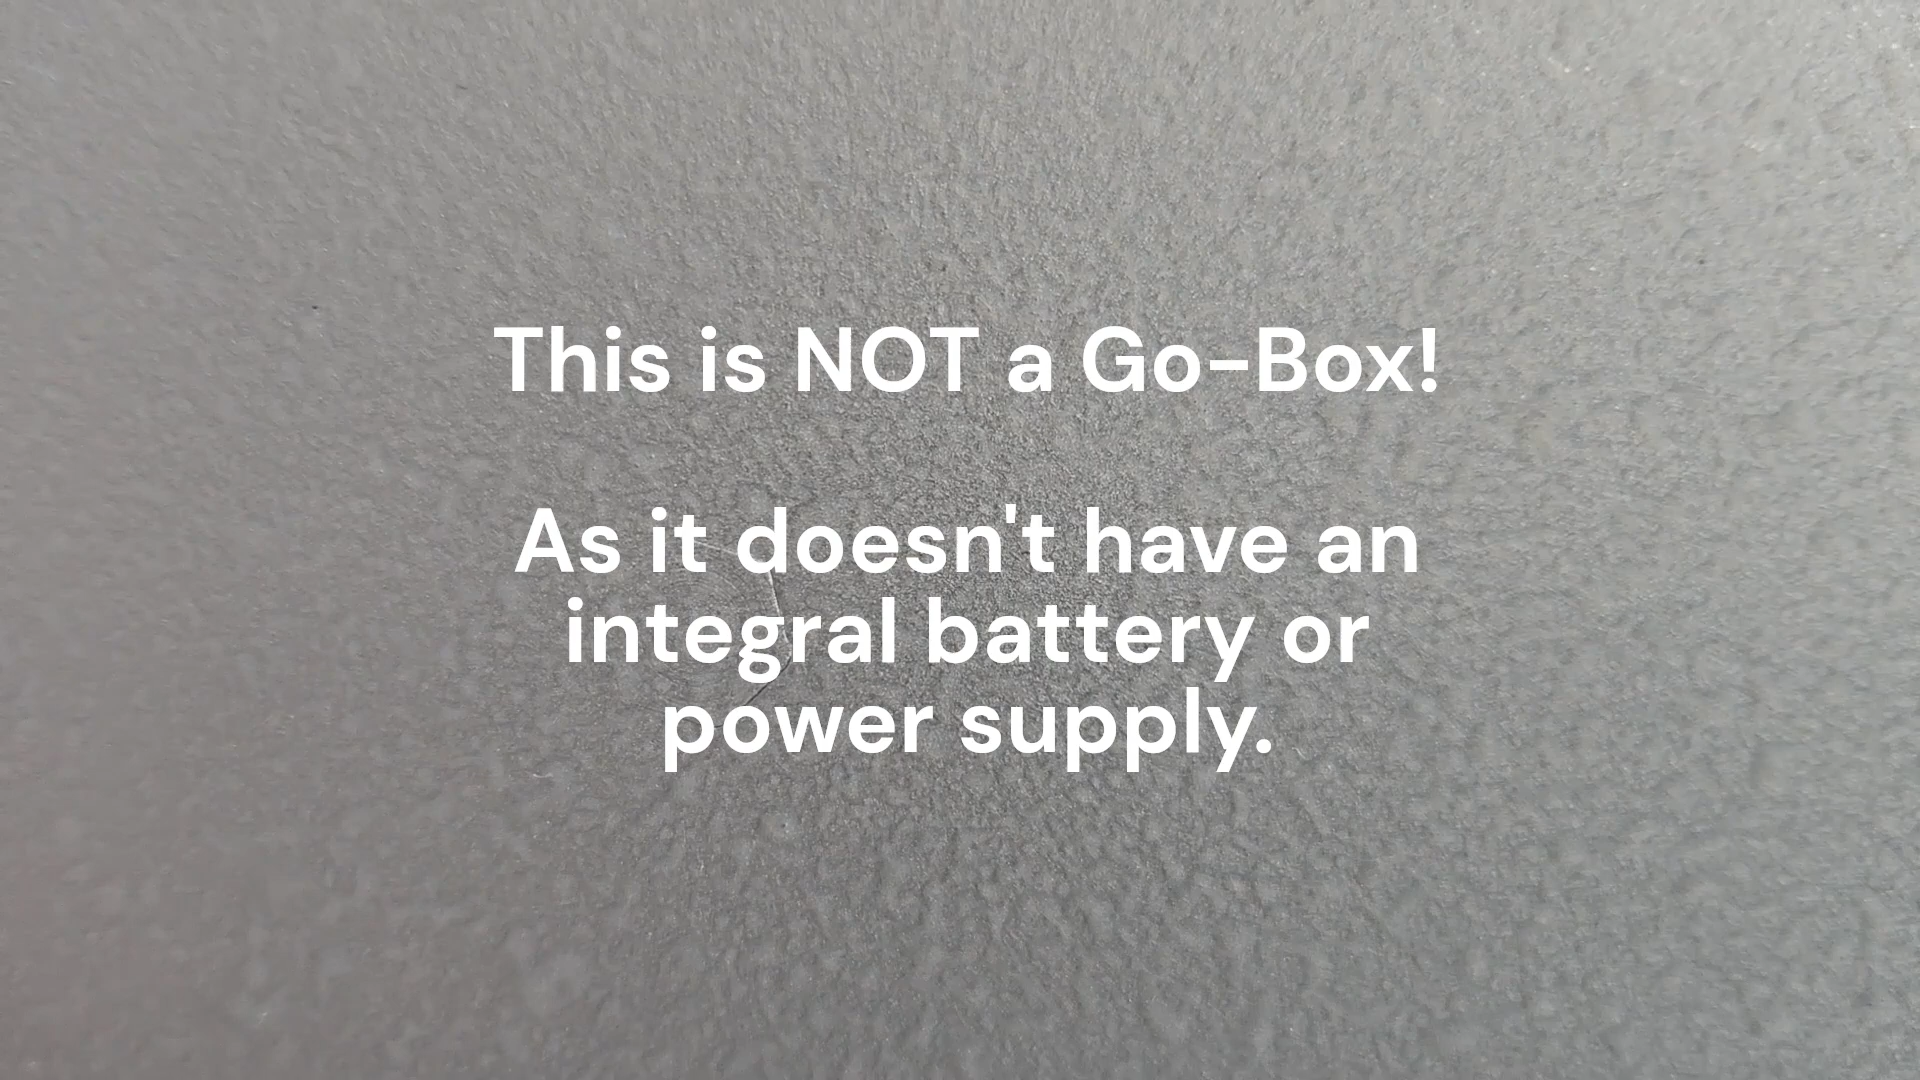 This is NOT a Go-Box!
As it doesn't have an
integral battery or
power supply.